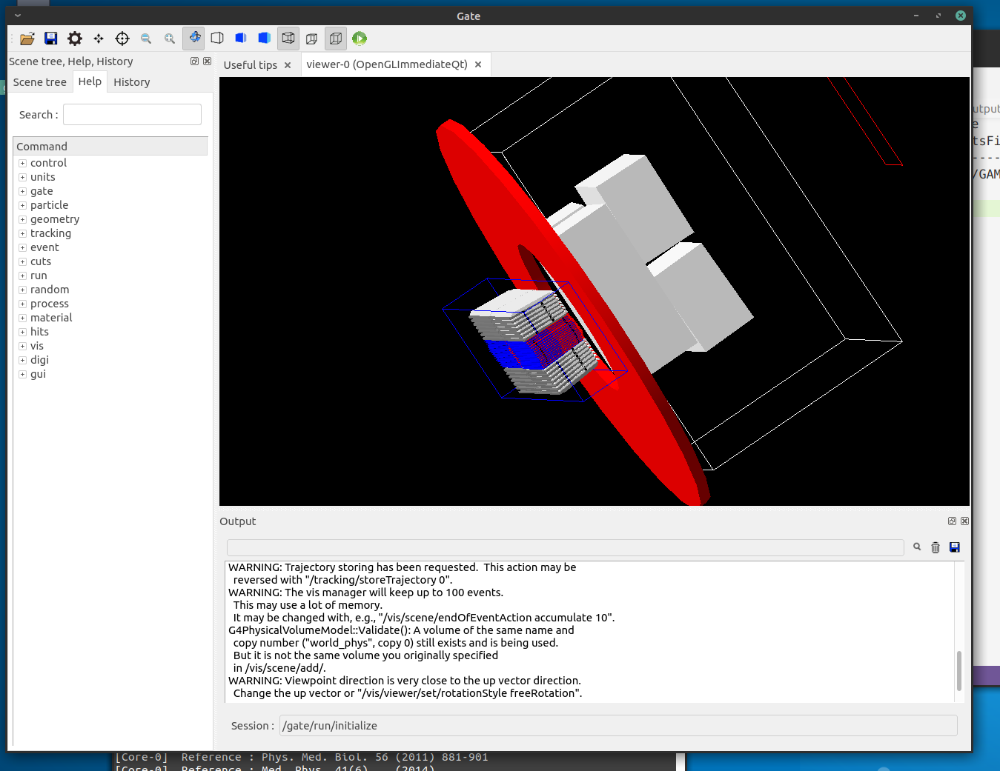 Gate
Scene tree, Help, History
Useful tips
viewer-0 (OpenGLImmediateQt)
Scene tree
Help
History
Search :
Command
control
units
gate
particle
geometry
tracking
event
cuts
run
random
process
material
hits
vis
digi
gui
Output
WARNING: Trajectory storing has been requested.  This action may be
reversed with "/tracking/storeTrajectory 0".
WARNING: The vis manager will keep up to 100 events.
This may use a lot of memory.
It may be changed with, e.g., "/vis/scene/endOfEventAction accumulate 10".
G4PhysicalVolumeModel::Validate(): A volume of the same name and
copy number ("world_phys", copy 0) still exists and is being used.
But it is not the same volume you originally specified
in /vis/scene/add/.
WARNING: Viewpoint direction is very close to the up vector direction.
Change the up vector or "/vis/viewer/set/rotationStyle freeRotation".
Session :
/gate/run/initialize
utput
e
tsFi
----
/GAM
[Core-0]  Reference : Phys. Med. Biol. 56 (2011) 881-901
[Core-0]  Reference : Med. Phys. 41(6)    (2014)